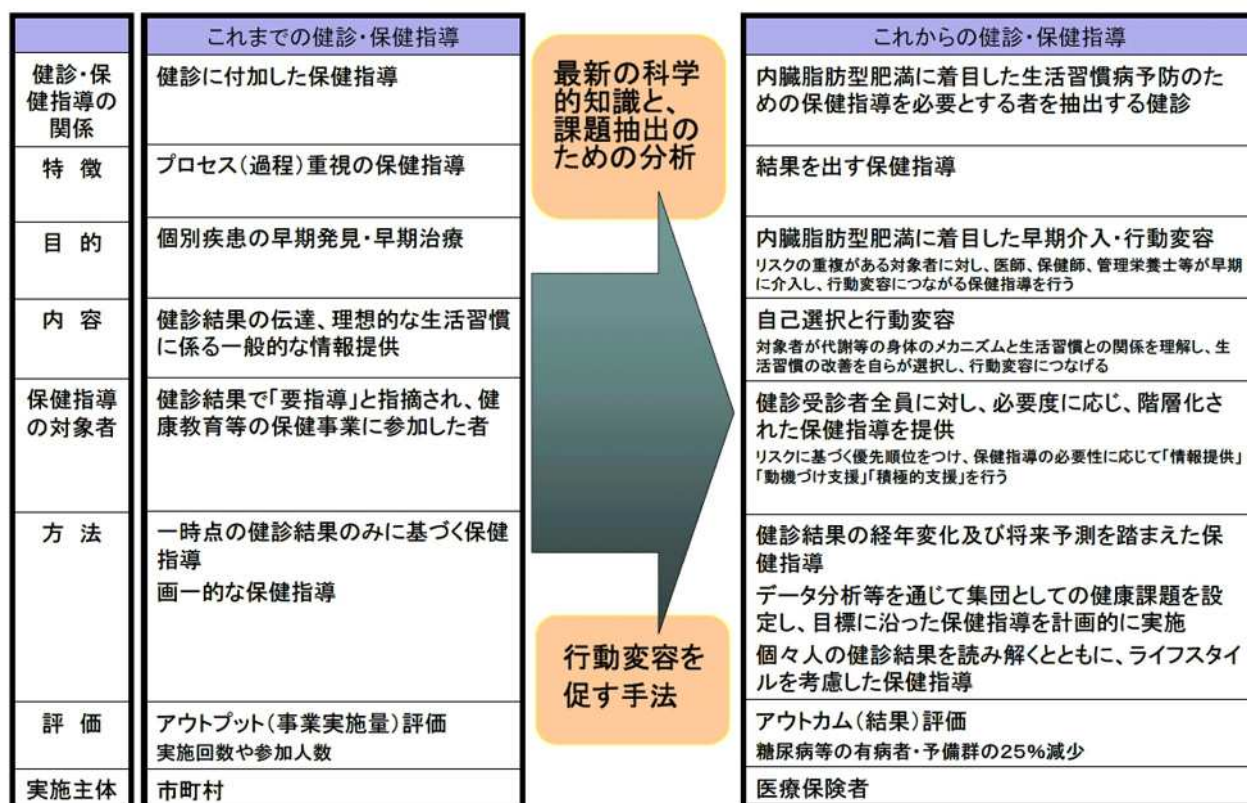 これまでの健診・保健指導
これからの健診・保健指導
最新の科学
的知識と、
課題抽出の
ための分析
行動変容を
促す手法
健診・保
健指導の
関係
健診に付加した保健指導
内臓脂肪型肥満に着目した生活習慣病予防のた
めの保健指導を必要とする者を抽出する健診
特 徴
プロセス(過程)重視の保健指導
結果を出す保健指導
目 的
個別疾患の早期発見・早期治療
内臓脂肪型肥満に着目した早期介入・行動変容
リスクの重複がある対象者に対し、医師、保健師、管理栄養士等が早期
に介入し、行動変容につながる保健指導を行う
内 容
健診結果の伝達、理想的な生活習慣
に係る一般的な情報提供
自己選択と行動変容
対象者が代謝等の身体のメカニズムと生活習慣との関係を理解し、生
活習慣の改善を自らが選択し、行動変容につなげる
保健指導
の対象者
健診結果で「要指導」と指摘され、健
康教育等の保健事業に参加した者
健診受診者全員に対し、必要度に応じ、階層化さ
れた保健指導を提供
リスクに基づく優先順位をつけ、保健指導の必要性に応じて「情報提供」
「動機づけ支援」「積極的支援」を行う
方 法
一時点の健診結果のみに基づく保健
指導
画一的な保健指導
健診結果の経年変化及び将来予測を踏まえた保
健指導
データ分析等を通じて集団としての健康課題を設
定し、目標に沿った保健指導を計画的に実施
個々人の健診結果を読み解くとともに、ライフスタイ
ルを考慮した保健指導
評 価
アウトプット(事業実施量)評価
実施回数や参加人数
アウトカム(結果)評価
糖尿病等の有病者・予備群の25%減少
実施主体
市町村
医療保険者